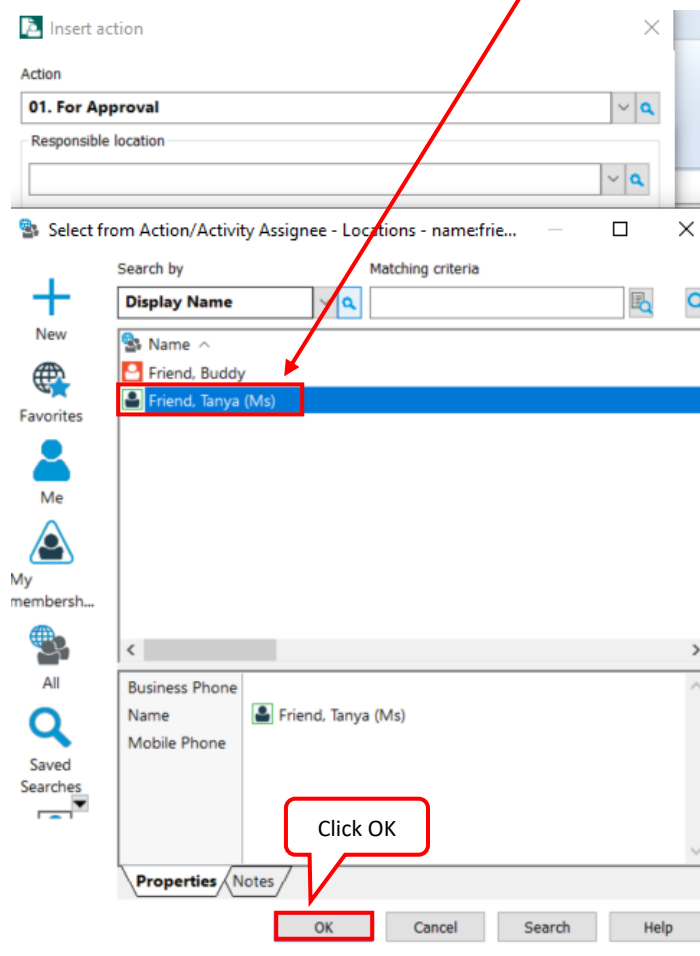 Insert action
Action
01. For Approval
Responsible location
Select from Action/Activity Assignee - Locations - name:frie...
Search by
Matching criteria
Display Name
New
Name
Friend, Buddy
Friend, Tanya (Ms)
Favorites
Me
My
membersh...
All
Business Phone
Name
Friend, Tanya (Ms)
Mobile Phone
Saved
Searches
Click OK
Properties
Notes
OK
Cancel
Search
Help